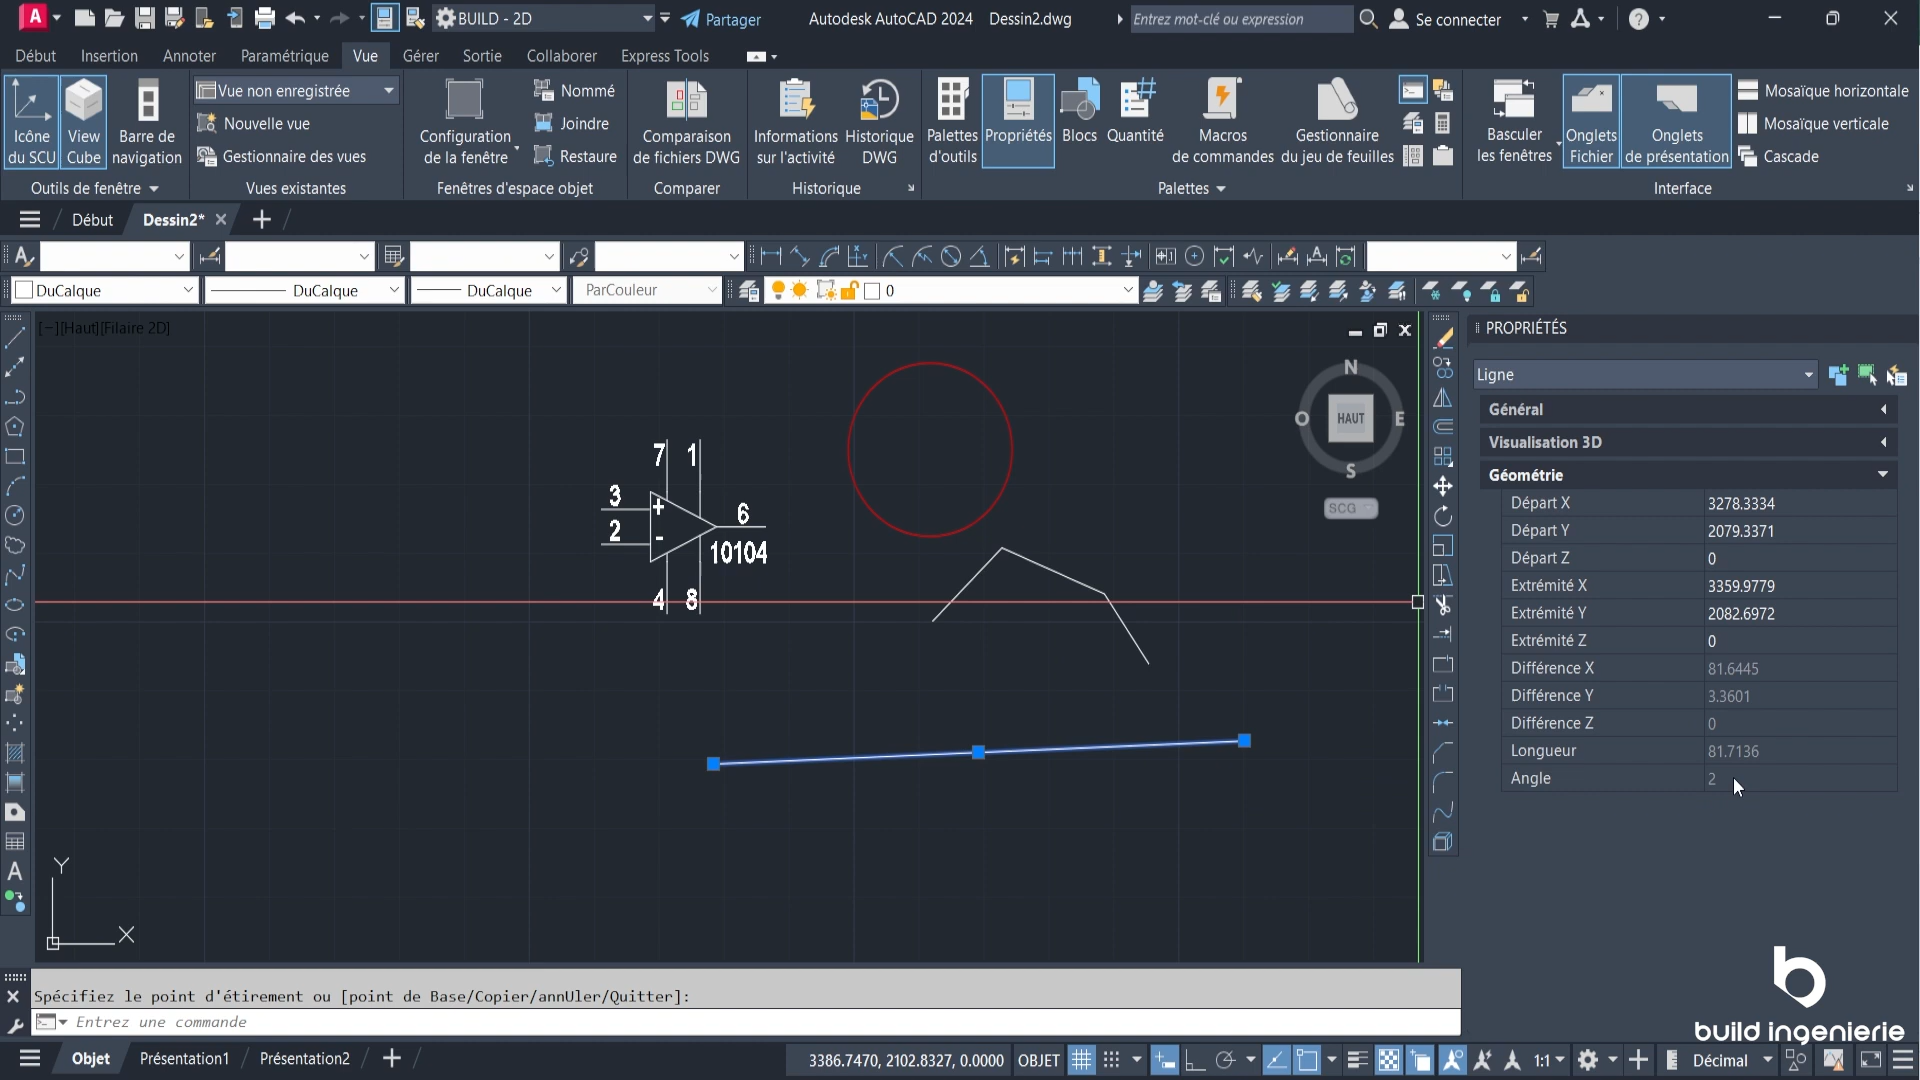 BUILD - 2D
Partager
Autodesk AutoCAD 2024 Dessin2.dwg
Entrez mot-clé ou expression
Se connecter
Début Insertion Annoter Paramétrique Vue Gérer Sortie Collaborer Express Tools
Icône du SCU
View Cube
Barre de navigation
Outils de fenêtre
Vue non enregistrée
Nouvelle vue
Gestionnaire des vues
Vues existantes
Configuration de la fenêtre
Nommé
Joindre
Restaure
Fenêtres d'espace objet
Comparaison de fichiers DWG
Comparer
Informations sur l'activité
Historique DWG
Historique
Palettes d'outils
Propriétés
Blocs
Quantité
Macros de commandes
Gestionnaire du jeu de feuilles
Palettes
Basculer les fenêtres
Onglets Fichier
Onglets de présentation
Mosaïque horizontale
Mosaïque verticale
Cascade
Interface
Début
Dessin2*
DuCalque
DuCalque
DuCalque
ParCouleur
0
[−][Haut][Filaire 2D]
7 1
3 +
2 -
6
10104
4 8
N
O HAUT E
S
SCG
Y
X
PROPRIÉTÉS
Ligne
Général
Visualisation 3D
Géométrie
Départ X 3278.3334
Départ Y 2079.3371
Départ Z 0
Extrémité X 3359.9779
Extrémité Y 2082.6972
Extrémité Z 0
Différence X 81.6445
Différence Y 3.3601
Différence Z 0
Longueur 81.7136
Angle 2
Spécifiez le point d'étirement ou [point de Base/Copier/annUler/Quitter]:
Entrez une commande
build ingenierie
Objet Présentation1 Présentation2
3386.7470, 2102.8327, 0.0000 OBJET
1:1
Décimal